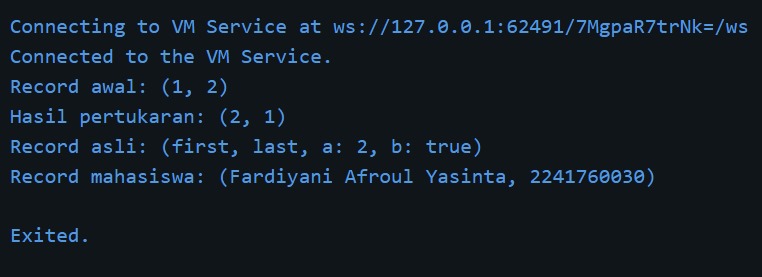 Connecting to VM Service at ws://127.0.0.1:62491/7MgpaR7trNk=/ws
Connected to the VM Service.
Record awal: (1, 2)
Hasil pertukaran: (2, 1)
Record asli: (first, last, a: 2, b: true)
Record mahasiswa: (Fardiyani Afroul Yasinta, 2241760030)
Exited.